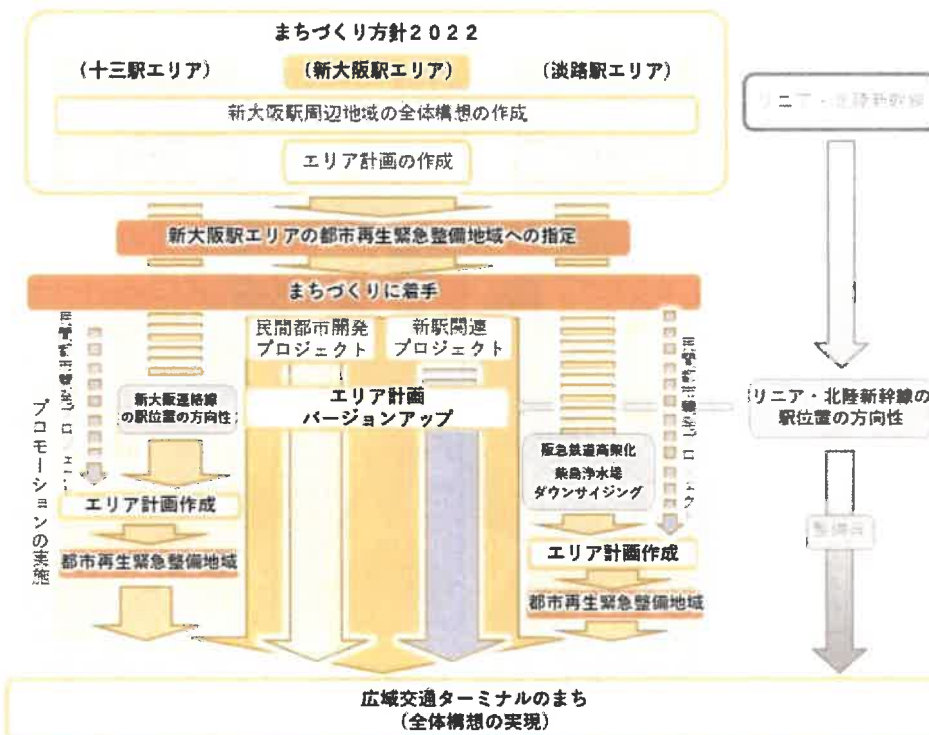 まちづくり方針2022
(十三駅エリア)
(新大阪駅エリア)
(淡路駅エリア)
新大阪駅周辺地域の全体構想の作成
エリア計画の作成
リニア・北陸新幹線
新大阪駅エリアの都市再生緊急整備地域への指定
まちづくりに着手
民間都市開発
プロジェクト
新駅関連
プロジェクト
エリア計画
バージョンアップ
プロモーションの実施
新大阪連絡線
の駅位置の方向性
エリア計画作成
都市再生緊急整備地域
阪急鉄道高架化
柴島浄水場
ダウンサイジング
エリア計画作成
都市再生緊急整備地域
リニア・北陸新幹線の
駅位置の方向性
広域交通ターミナルのまち
(全体構想の実現)